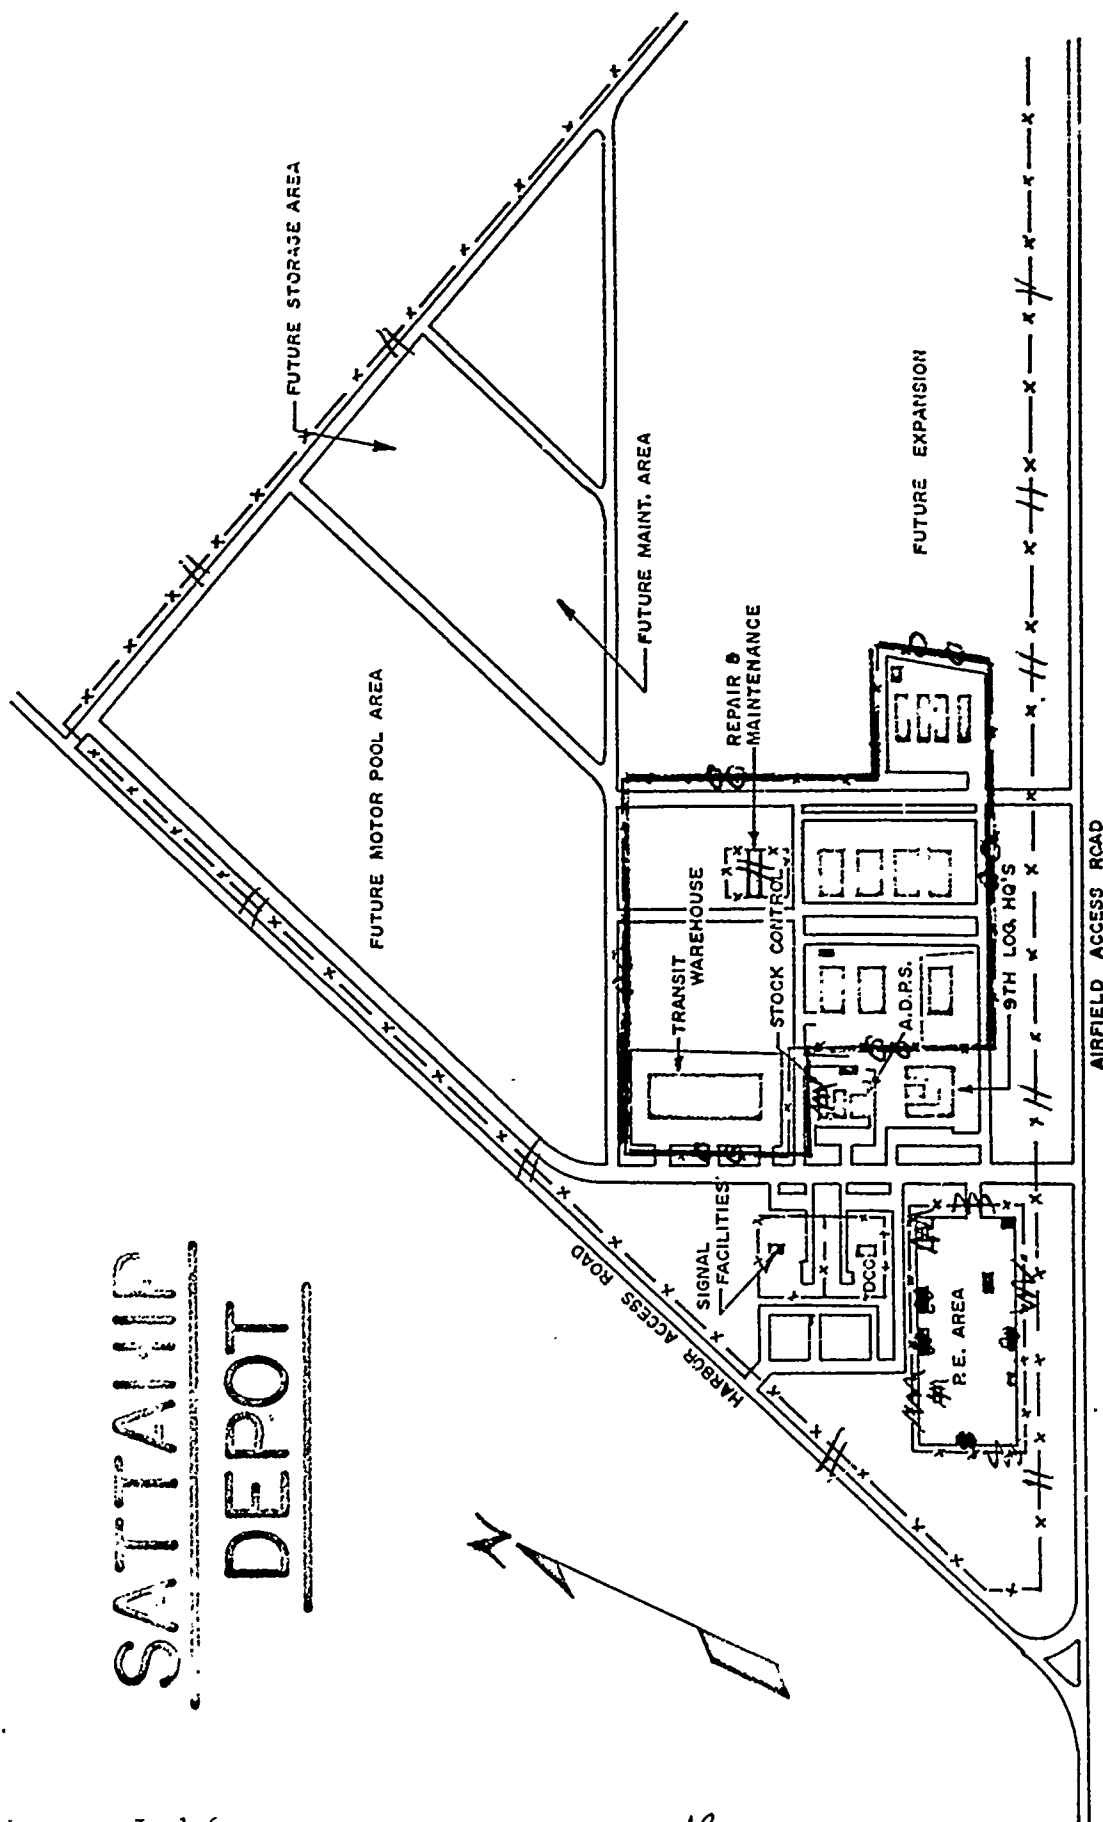 SATTAHIP
DEPOT
FUTURE STORAGE AREA
FUTURE MOTOR POOL AREA
FUTURE MAINT. AREA
FUTURE EXPANSION
REPAIR &
MAINTENANCE
TRANSIT
WAREHOUSE
STOCK CONTROL
A.D.P.S.
9TH LOG. HQ'S
SIGNAL
FACILITIES
DCC
P.E. AREA
HARBOR ACCESS ROAD
AIRFIELD ACCESS ROAD
N